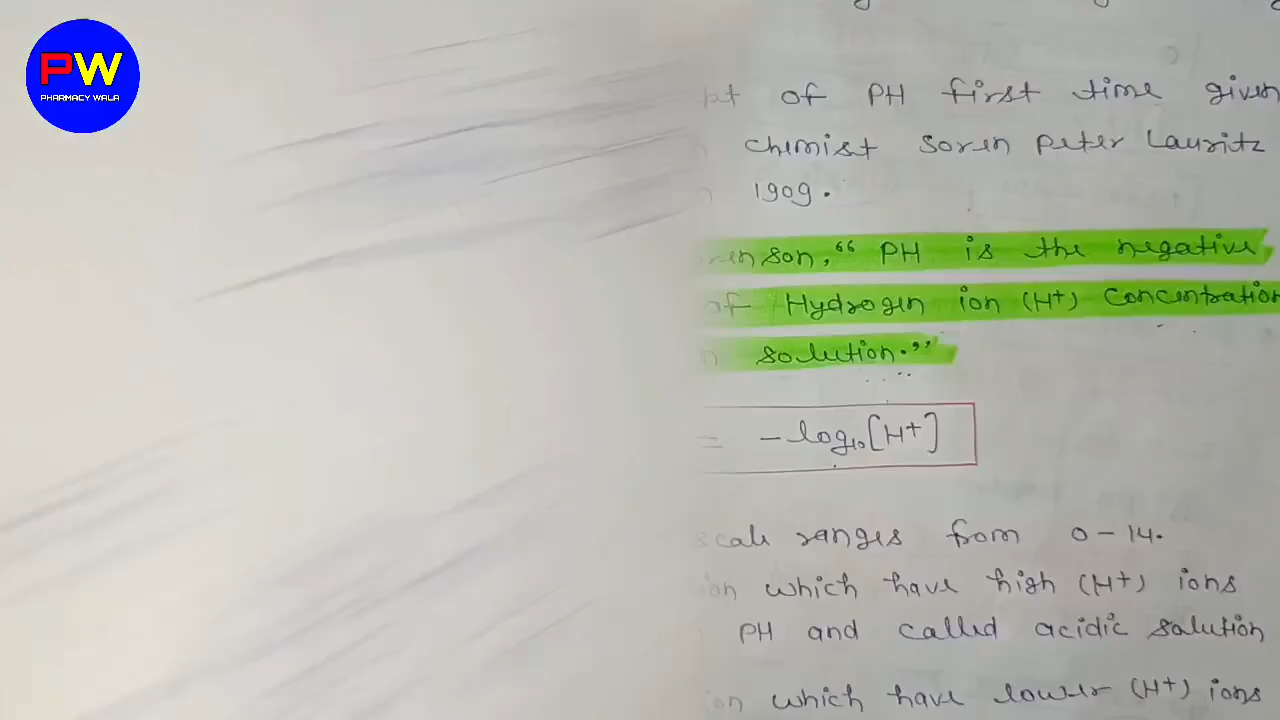 PW
PHARMACY WALA
of PH first time given
chemist Soren Peter Lauritz
1909.
enson,“ PH is the negative
of Hydrogen ion (H+) concentration
solution.”
= -log₁₀[H+]
scale ranges from 0-14.
which have high (H+) ions
PH and called acidic solution
which have lower (H+) ions